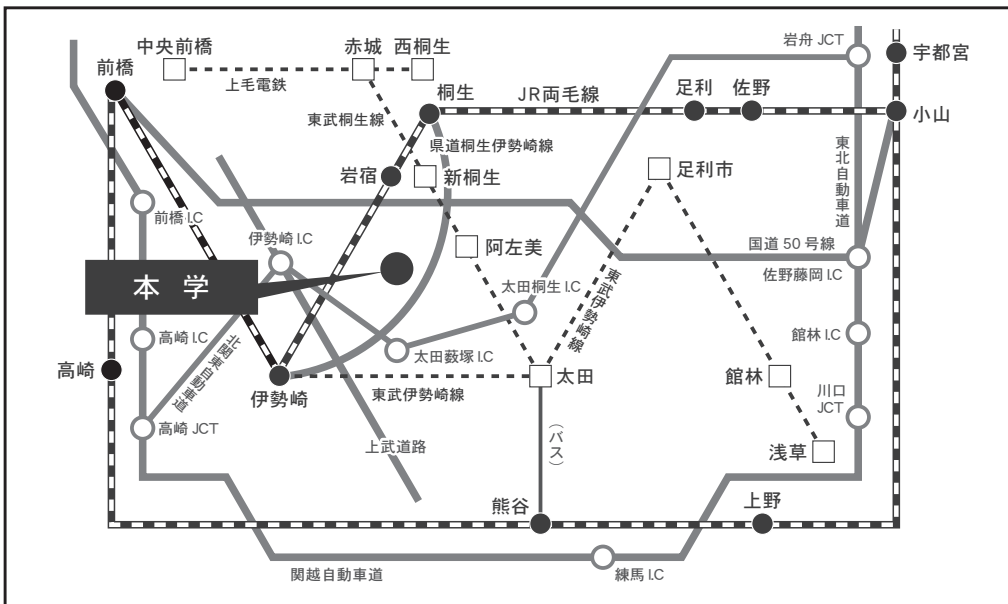 中央前橋
赤城
西桐生
岩舟 JCT
宇都宮
前橋
上毛電鉄
桐生
JR両毛線
足利
佐野
小山
東武桐生線
県道桐生伊勢崎線
東北自動車道
岩宿
新桐生
足利市
前橋 I.C
伊勢崎 I.C
阿左美
国道 50 号線
佐野藤岡 I.C
本 学
太田桐生 I.C
東武伊勢崎線
高崎 I.C
北関東自動車道
太田藪塚 I.C
館林 I.C
高崎
伊勢崎
東武伊勢崎線
太田
館林
川口
JCT
高崎 JCT
上武道路
（バス）
浅草
熊谷
上野
関越自動車道
練馬 I.C